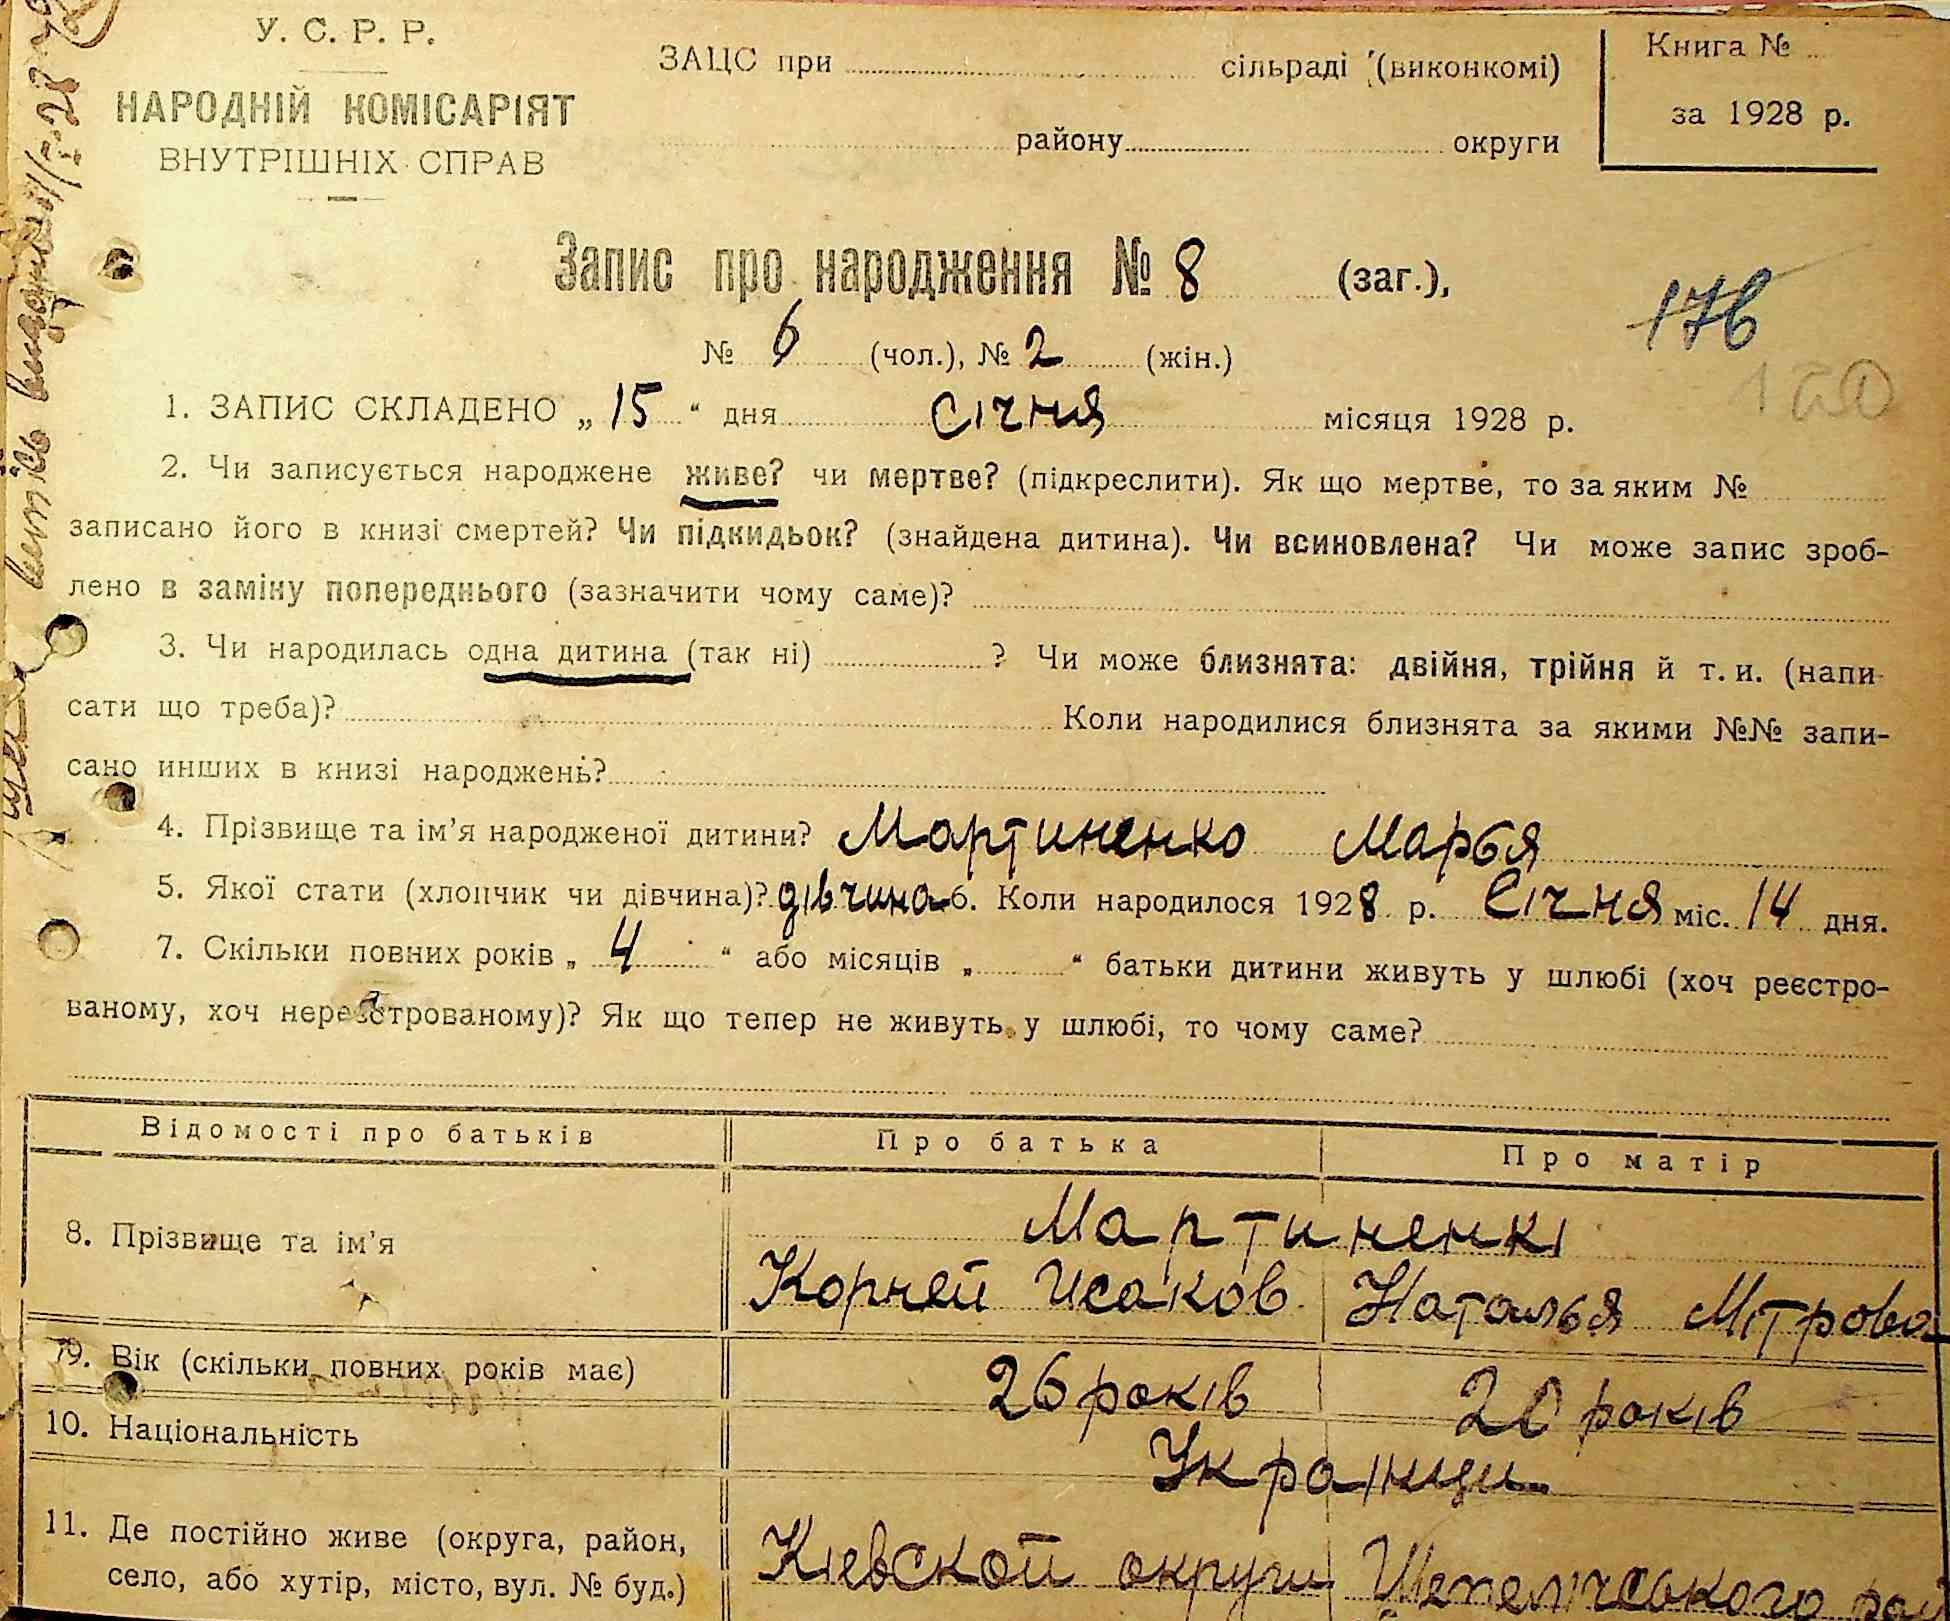 У. С. Р. Р.
НАРОДНІЙ КОМІСАРІЯТ
ВНУТРІШНІХ СПРАВ
ЗАЦС при сільраді (виконкомі)
району округи
Книга №
за 1928 р.
Запис про народження № 8 (заг.),
№ 6 (чол.), № 2 (жін.)
176
1. ЗАПИС СКЛАДЕНО „ 15 “ дня січня місяця 1928 р.
2. Чи записується народжене живе? чи мертве? (підкреслити). Як що мертве, то за яким №
записано його в книзі смертей? Чи підкидьок? (знайдена дитина). Чи всиновлена? Чи може запис зроб-
лено в заміну попереднього (зазначити чому саме)?
3. Чи народилась одна дитина (так ні) ? Чи може близнята: двійня, трійня й т. и. (напи-
сати що треба)? Коли народилися близнята за якими №№ запи-
сано инших в книзі народжень?
4. Прізвище та ім’я народженої дитини? Мартиненко Марья
5. Якої стати (хлопчик чи дівчина)? дівчина 6. Коли народилося 1928 р. Січня міс. 14 дня.
7. Скільки повних років „ 4 “ або місяців „ “ батьки дитини живуть у шлюбі (хоч реєстро-
ваному, хоч нереєстрованому)? Як що тепер не живуть у шлюбі, то чому саме?
Відомості про батьків Про батька Про матір
Мартиненкі
8. Прізвище та ім’я Корней Исаков Наталья Мітрова
9. Вік (скільки повних років має) 26 років 20 років
10. Національність Украінци
11. Де постійно живе (округа, район, Кіевской округи Шепелічського рай
село, або хутір, місто, вул. № буд.)